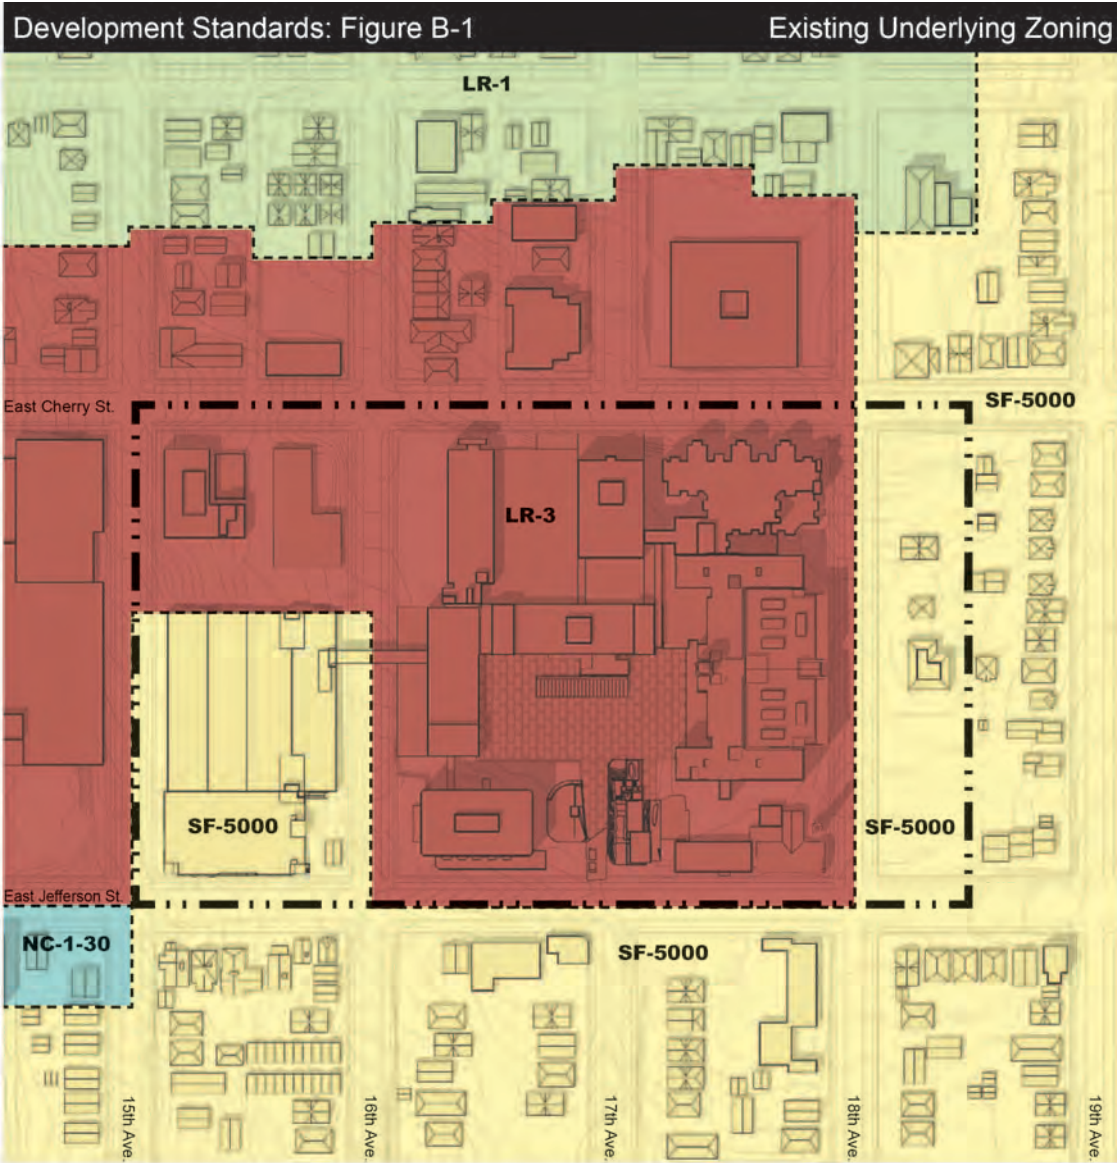 Development Standards: Figure B-1
Existing Underlying Zoning
LR-1
East Cherry St.
SF-5000
LR-3
SF-5000
SF-5000
East Jefferson St.
NC-1-30
SF-5000
15th Ave.
16th Ave.
17th Ave.
18th Ave.
19th Ave.